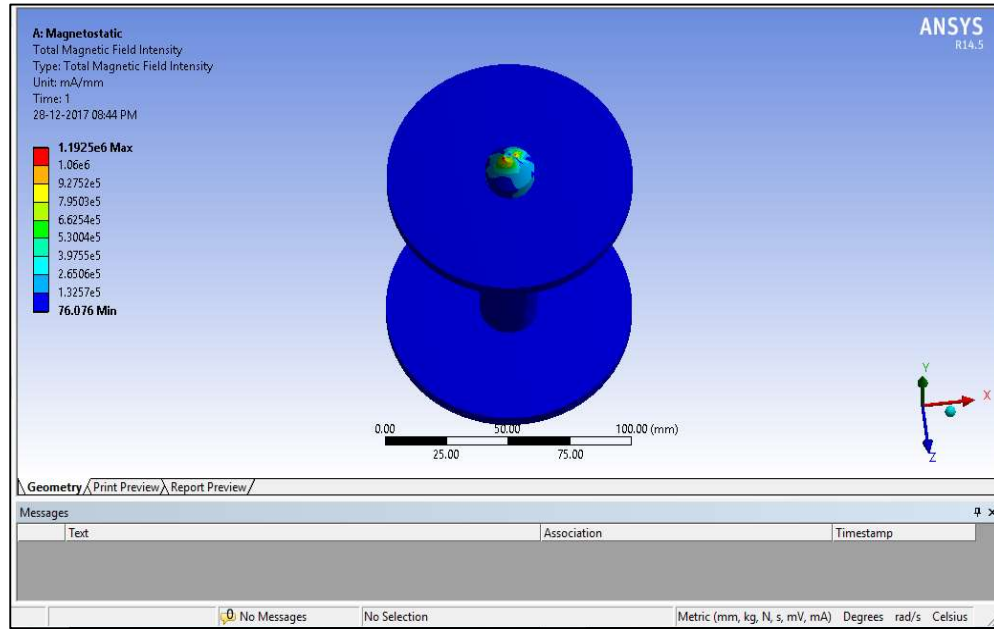 A: Magnetostatic
Total Magnetic Field Intensity
Type: Total Magnetic Field Intensity
Unit: mA/mm
Time: 1
28-12-2017 08:44 PM
ANSYS
R14.5
1.1925e6 Max
1.06e6
9.2752e5
7.9503e5
6.6254e5
5.3004e5
3.9755e5
2.6506e5
1.3257e5
76.076 Min
0.00 50.00 100.00 (mm)
25.00 75.00
Y
X
Z
Geometry Print Preview Report Preview
Messages
Text Association Timestamp
0 No Messages No Selection Metric (mm, kg, N, s, mV, mA) Degrees rad/s Celsius